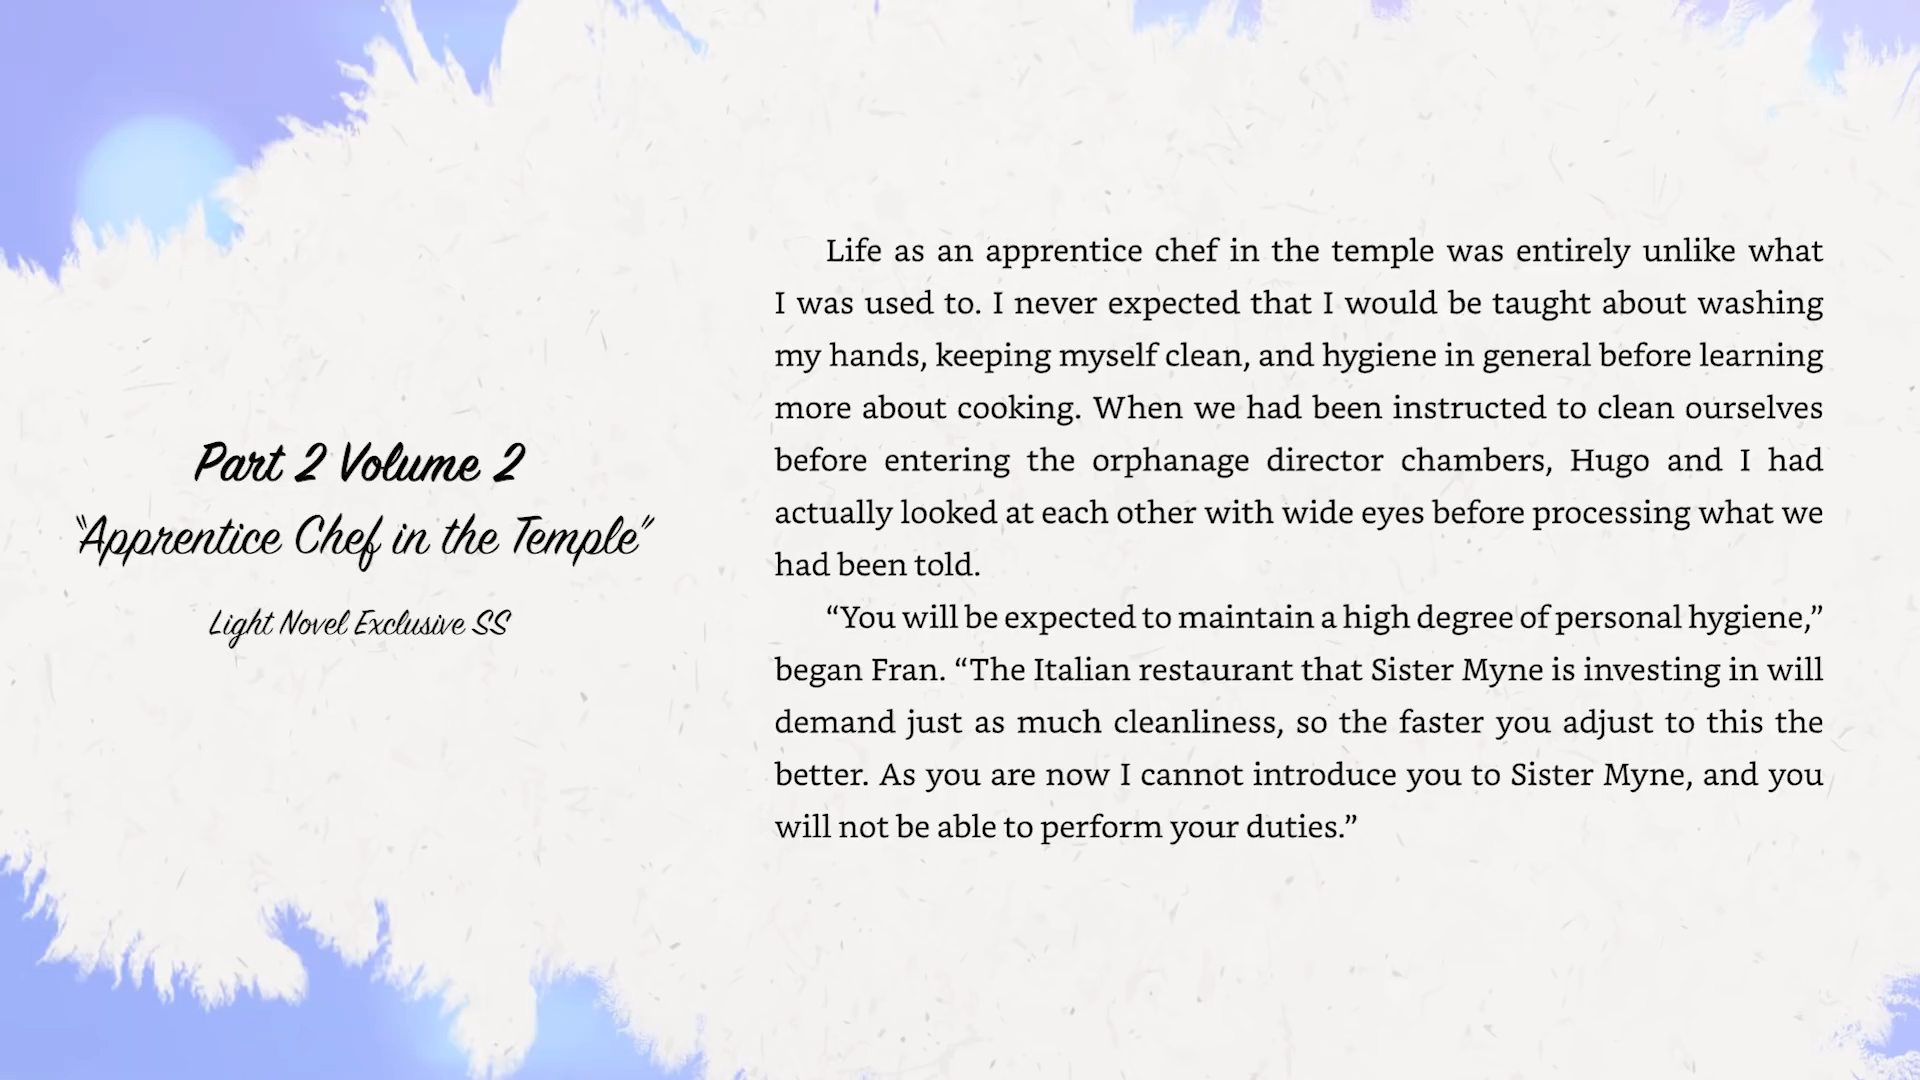 Part 2 Volume 2
“Apprentice Chef in the Temple”
Light Novel Exclusive SS
Life as an apprentice chef in the temple was entirely unlike what
I was used to. I never expected that I would be taught about washing
my hands, keeping myself clean, and hygiene in general before learning
more about cooking. When we had been instructed to clean ourselves
before entering the orphanage director chambers, Hugo and I had
actually looked at each other with wide eyes before processing what we
had been told.
“You will be expected to maintain a high degree of personal hygiene,”
began Fran. “The Italian restaurant that Sister Myne is investing in will
demand just as much cleanliness, so the faster you adjust to this the
better. As you are now I cannot introduce you to Sister Myne, and you
will not be able to perform your duties.”